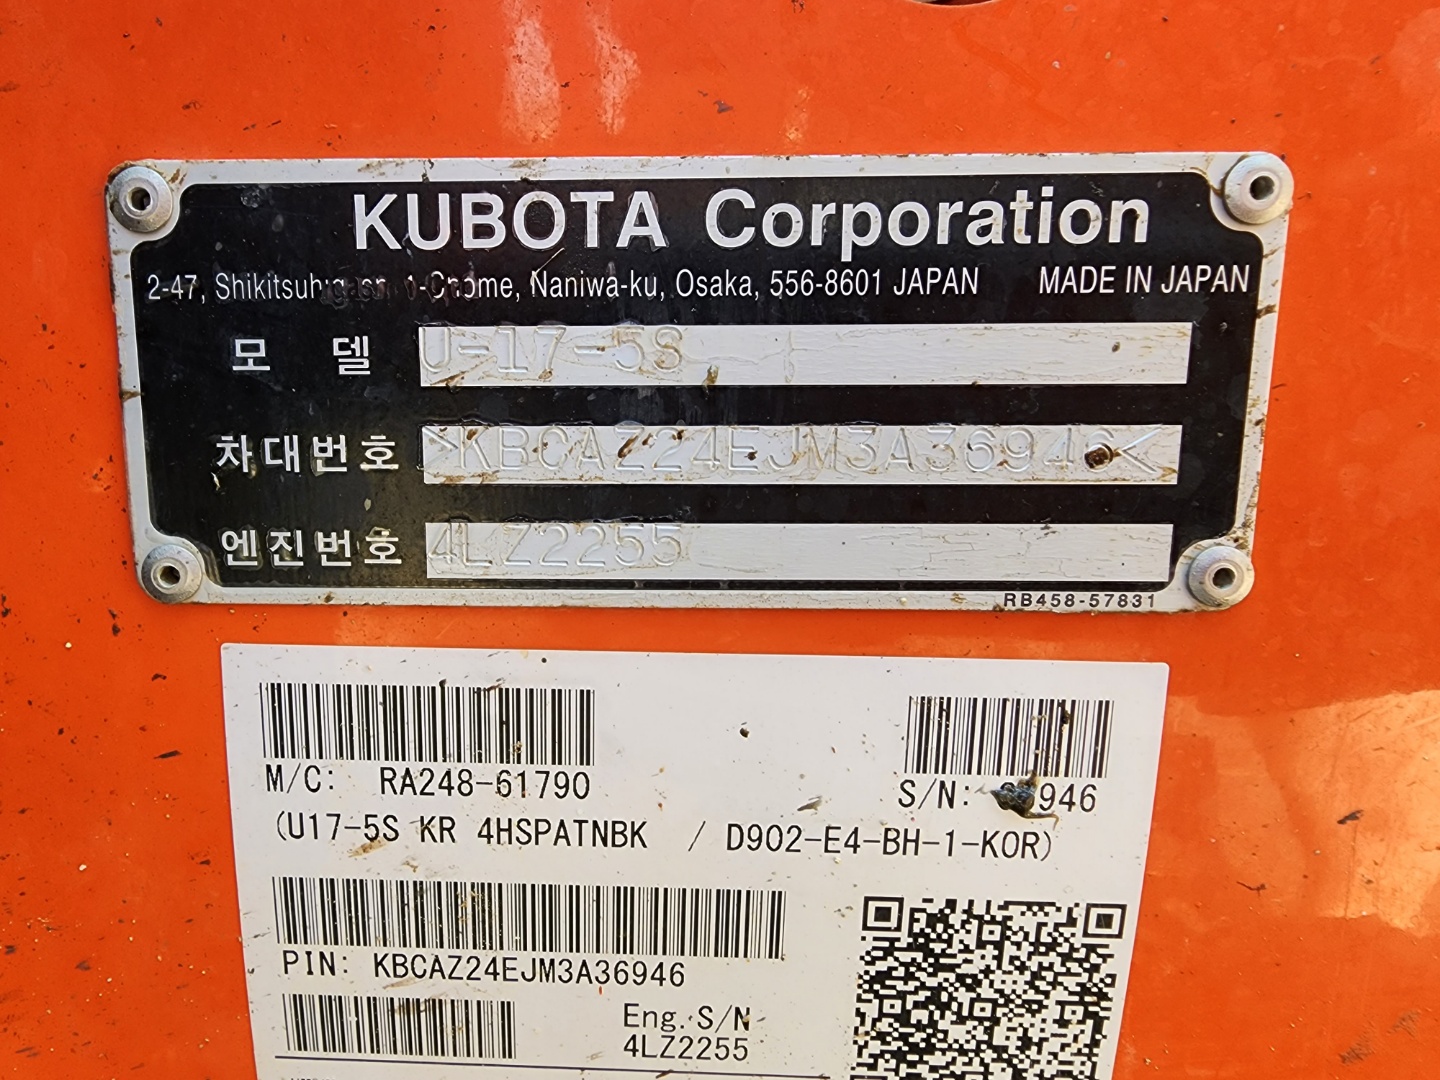 KUBOTA Corporation
2-47, 1-Chome, Naniwa-ku, Osaka, 556-8601 JAPAN MADE IN JAPAN
모 델 U-17-5S
차대번호 >KBCAZ24EJM3A36946<
엔진번호 4LZ2255
RB458-57831
M/C: RA248-61790
S/N: 946
(U17-5S KR 4HSPATNBK / D902-E4-BH-1-KOR)
PIN: KBCAZ24EJM3A36946
Eng. S/N
4LZ2255